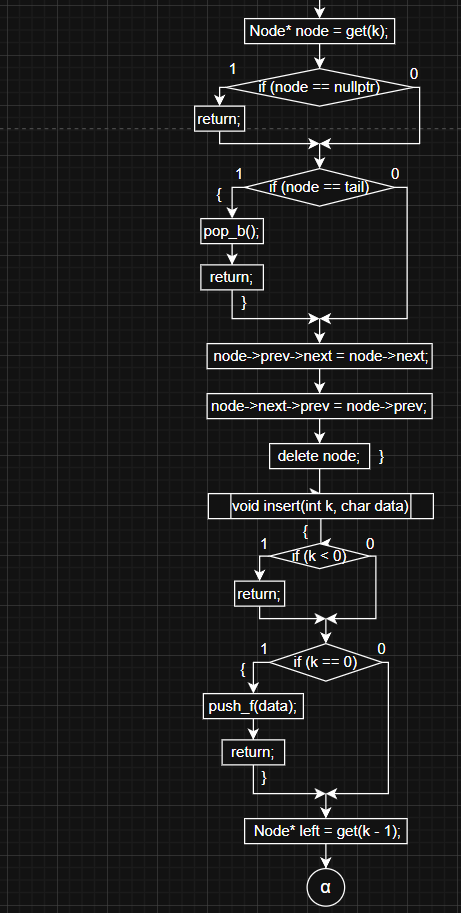 Node* node = get(k);
1
0
if (node == nullptr)
return;
1
0
if (node == tail)
{
pop_b();
return;
}
node->prev->next = node->next;
node->next->prev = node->prev;
delete node;
}
void insert(int k, char data)
{
1
0
if (k < 0)
return;
1
0
if (k == 0)
{
push_f(data);
return;
}
Node* left = get(k - 1);
α